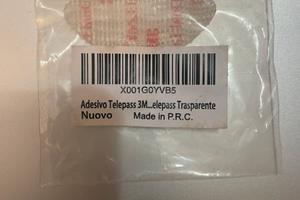 X001G0YVB5
Adesivo Telepass 3M...elepass Trasparente
Nuovo Made in P.R.C.